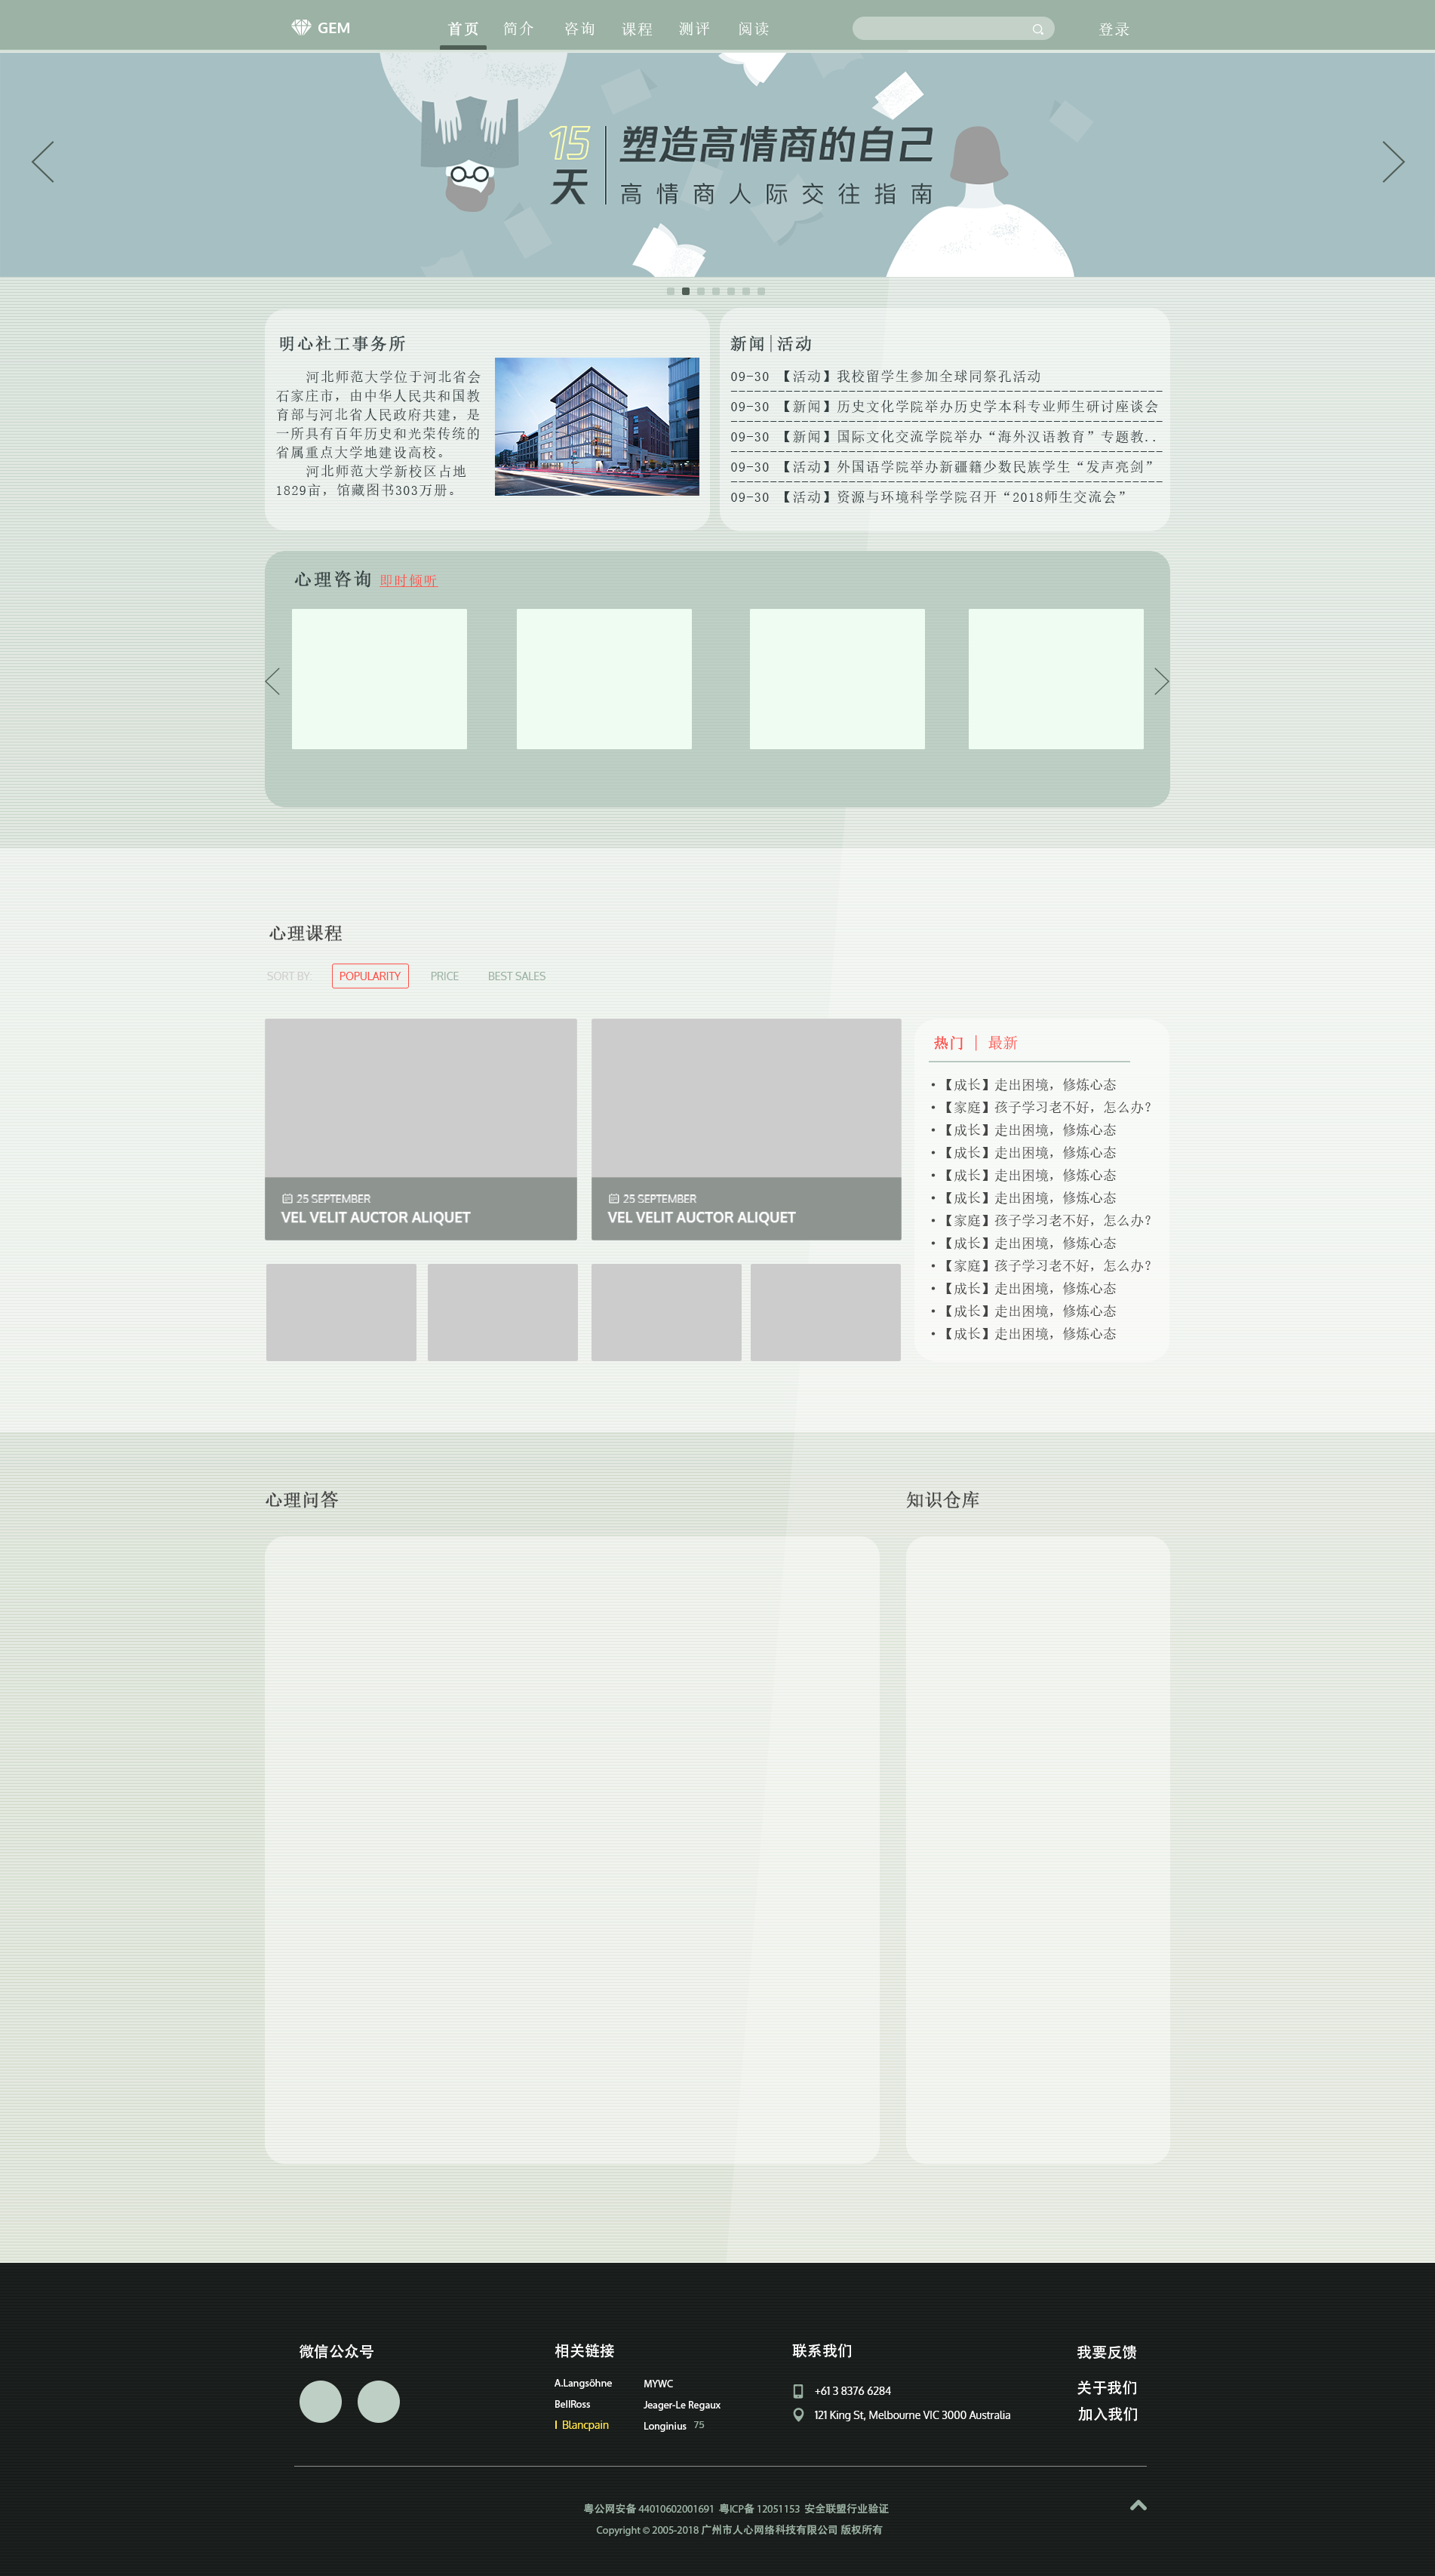 GEM
首页 简介 咨询 课程 测评 阅读
登录
15天
塑造高情商的自己
高情商人际交往指南
明心社工事务所
河北师范大学位于河北省会
石家庄市，由中华人民共和国教
育部与河北省人民政府共建，是
一所具有百年历史和光荣传统的
省属重点大学地建设高校。
河北师范大学新校区占地
1829亩，馆藏图书303万册。
新闻|活动
09-30 【活动】我校留学生参加全球同祭孔活动
09-30 【新闻】历史文化学院举办历史学本科专业师生研讨座谈会
09-30 【新闻】国际文化交流学院举办“海外汉语教育”专题教..
09-30 【活动】外国语学院举办新疆籍少数民族学生“发声亮剑”
09-30 【活动】资源与环境科学学院召开“2018师生交流会”
心理咨询 即时倾听
心理课程
SORT BY: POPULARITY PRICE BEST SALES
25 SEPTEMBER
VEL VELIT AUCTOR ALIQUET
25 SEPTEMBER
VEL VELIT AUCTOR ALIQUET
热门 | 最新
·【成长】走出困境，修炼心态
·【家庭】孩子学习老不好，怎么办？
·【成长】走出困境，修炼心态
·【成长】走出困境，修炼心态
·【成长】走出困境，修炼心态
·【成长】走出困境，修炼心态
·【家庭】孩子学习老不好，怎么办？
·【成长】走出困境，修炼心态
·【家庭】孩子学习老不好，怎么办？
·【成长】走出困境，修炼心态
·【成长】走出困境，修炼心态
·【成长】走出困境，修炼心态
心理问答
知识仓库
微信公众号
相关链接
A.Langsöhne
BellRoss
Blancpain
MYWC
Jeager-Le Regaux
Longinius 75
联系我们
+61 3 8376 6284
121 King St, Melbourne VIC 3000 Australia
我要反馈
关于我们
加入我们
粤公网安备 44010602001691 粤ICP备 12051153 安全联盟行业验证
Copyright © 2005-2018 广州市人心网络科技有限公司 版权所有